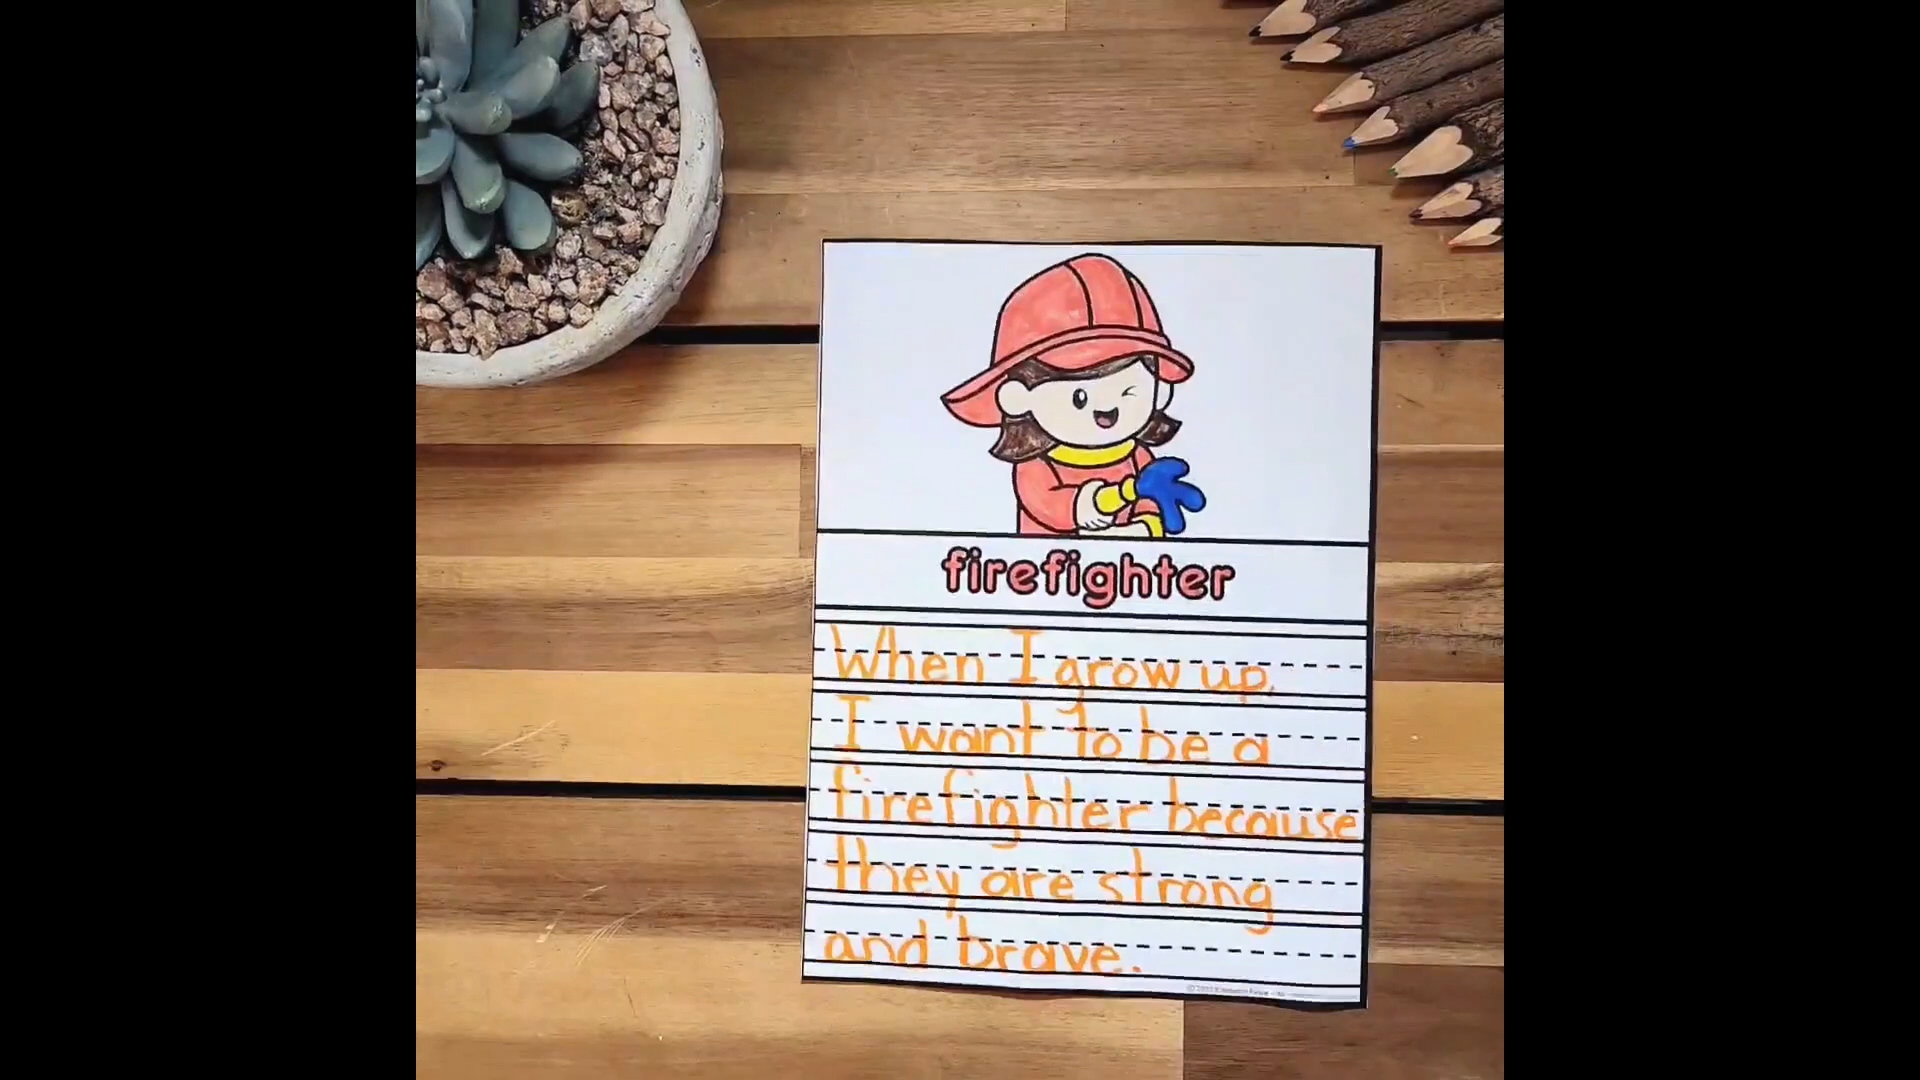 firefighter
When I grow up,
I want to be a
firefighter because
they are strong
and brave.